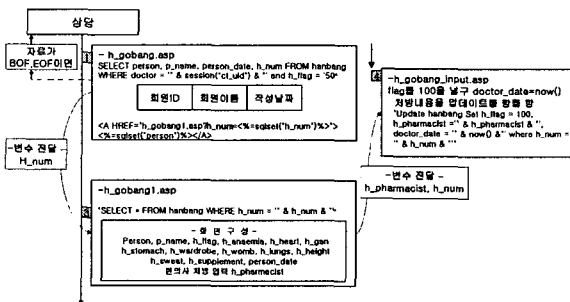 상담
자료가
BOF,EOF이면
- h_gobang.asp
SELECT person, p_name, person_date, h_num FROM hanbang
WHERE doctor = '" & session("ct_uid") & "' and h_flag = '50'"
회원ID 회원이름 작성날짜
<A HREF="h_gobang1.asp?h_num=<%=sqlset("h_num")%>">
<%=sqlset("person")%></A>
-변수 전달
H_num
-h_gobang1.asp
"SELECT * FROM hanbang WHERE h_num = '" & h_num & "'"
- 화 면 구 성 -
Person, p_name, h_flag, h_anaemia, h_heart, h_gan
h_stomach, h_wardrobe, h_womb, h_lungs, h_height
h_sweat, h_supplement, person_date
한의사 처방 입력 h_pharmacist
- h_gobang_input.asp
flag를 100을 넣구 doctor_date=now()
처방내용을 업데이트를
"Update hanbang Set h_flag = 100,
h_pharmacist ='" & h_pharmacist & "',
doctor_date = '" & now() &"' where h_num =
'" & h_num & "'"
-변수 전달 -
h_pharmacist, h_num